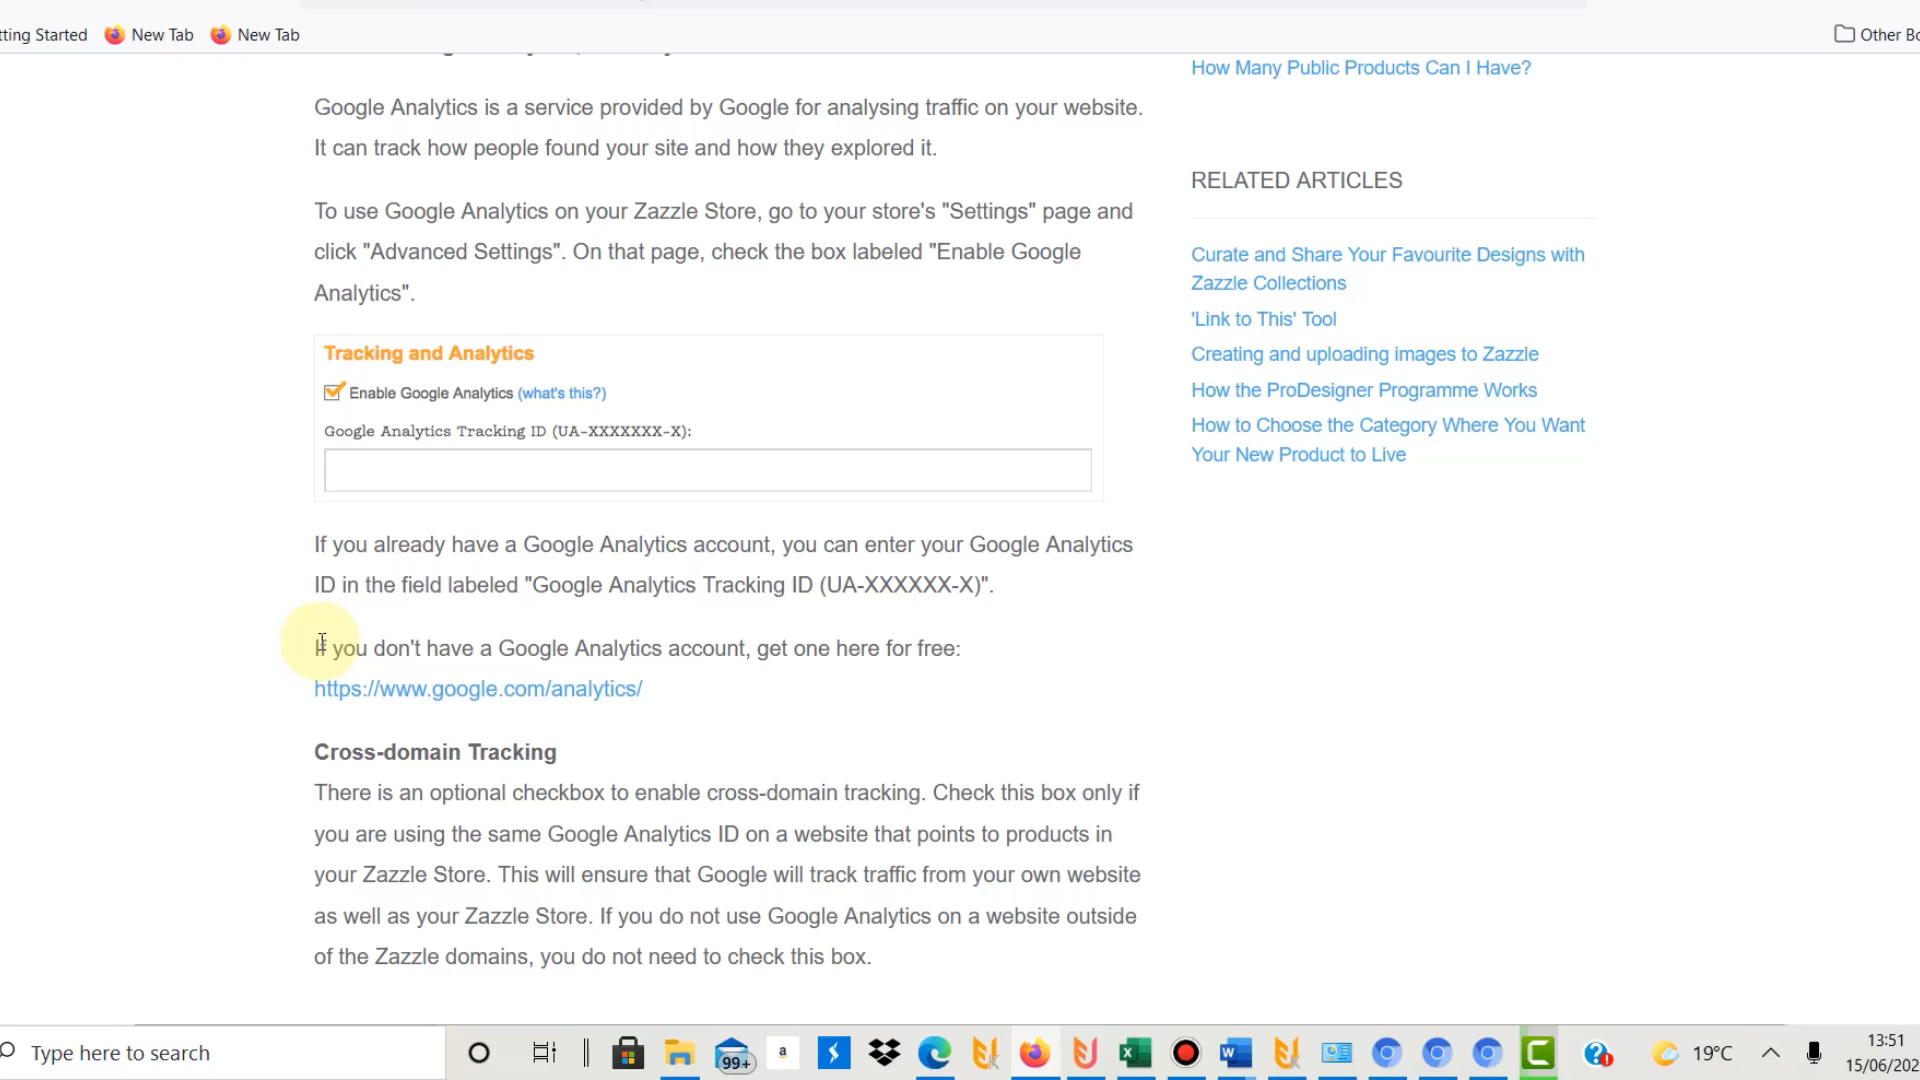 ting Started
New Tab
New Tab
Other Bo
How Many Public Products Can I Have?
Google Analytics is a service provided by Google for analysing traffic on your website.
It can track how people found your site and how they explored it.
To use Google Analytics on your Zazzle Store, go to your store's "Settings" page and
click "Advanced Settings". On that page, check the box labeled "Enable Google
Analytics".
Tracking and Analytics
Enable Google Analytics (what's this?)
Google Analytics Tracking ID (UA-XXXXXXX-X):
If you already have a Google Analytics account, you can enter your Google Analytics
ID in the field labeled "Google Analytics Tracking ID (UA-XXXXXX-X)".
If you don't have a Google Analytics account, get one here for free:
https://www.google.com/analytics/
Cross-domain Tracking
There is an optional checkbox to enable cross-domain tracking. Check this box only if
you are using the same Google Analytics ID on a website that points to products in
your Zazzle Store. This will ensure that Google will track traffic from your own website
as well as your Zazzle Store. If you do not use Google Analytics on a website outside
of the Zazzle domains, you do not need to check this box.
RELATED ARTICLES
Curate and Share Your Favourite Designs with
Zazzle Collections
'Link to This' Tool
Creating and uploading images to Zazzle
How the ProDesigner Programme Works
How to Choose the Category Where You Want
Your New Product to Live
Type here to search
99+
a
19°C
13:51
15/06/202